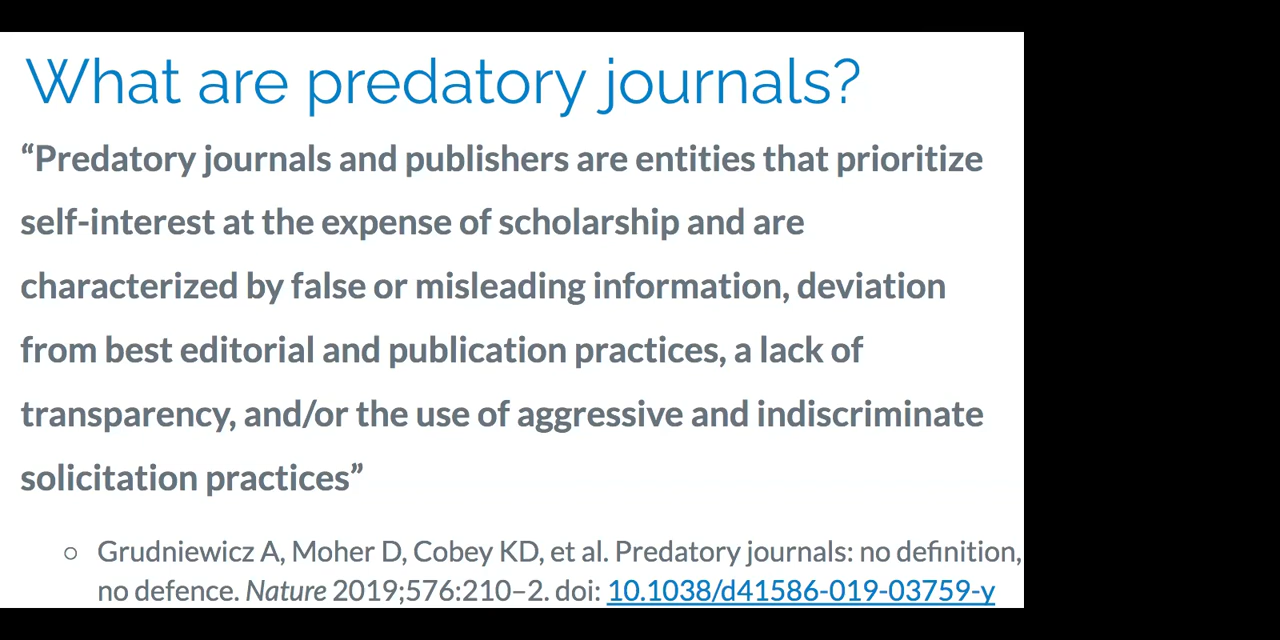 What are predatory journals?
“Predatory journals and publishers are entities that prioritize
self-interest at the expense of scholarship and are
characterized by false or misleading information, deviation
from best editorial and publication practices, a lack of
transparency, and/or the use of aggressive and indiscriminate
solicitation practices”
○ Grudniewicz A, Moher D, Cobey KD, et al. Predatory journals: no definition,
no defence. Nature 2019;576:210–2. doi: 10.1038/d41586-019-03759-y